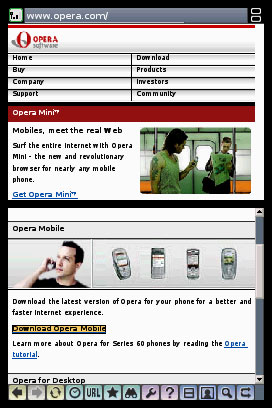 www.opera.com/
OPERA
software
Home Download
Buy Products
Company Investors
Support Community
Opera Mini™
Mobiles, meet the real Web
Surf the entire Internet with Opera
Mini - the new and revolutionary
browser for nearly any mobile
phone.
Get Opera Mini™
Opera Mobile
Download the latest version of Opera for your phone for a better and
faster Internet experience.
Download Opera Mobile
Learn more about Opera for Series 60 phones by reading the Opera
tutorial.
Opera for Desktop
URL